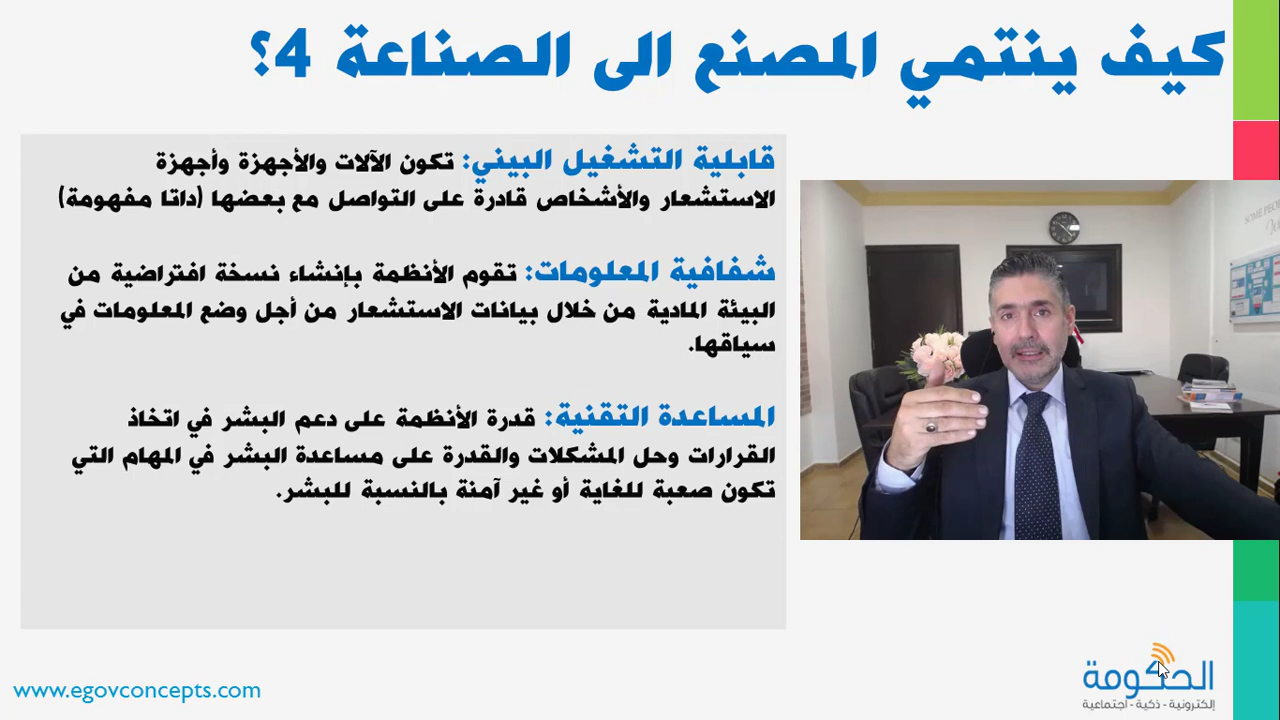 كيف ينتمي المصنع الى الصناعة 4؟
قابلية التشغيل البيني: تكون الآلات والأجهزة وأجهزة
الاستشعار والأشخاص قادرة على التواصل مع بعضها (داتا مفهومة)
شفافية المعلومات: تقوم الأنظمة بإنشاء نسخة افتراضية من
البيئة المادية من خلال بيانات الاستشعار من أجل وضع المعلومات في
سياقها.
المساعدة التقنية: قدرة الأنظمة على دعم البشر في اتخاذ
القرارات وحل المشكلات والقدرة على مساعدة البشر في المهام التي
تكون صعبة للغاية أو غير آمنة بالنسبة للبشر.
SOME PEO
الحكومة
إلكترونية - ذكية - اجتماعية
www.egovconcepts.com